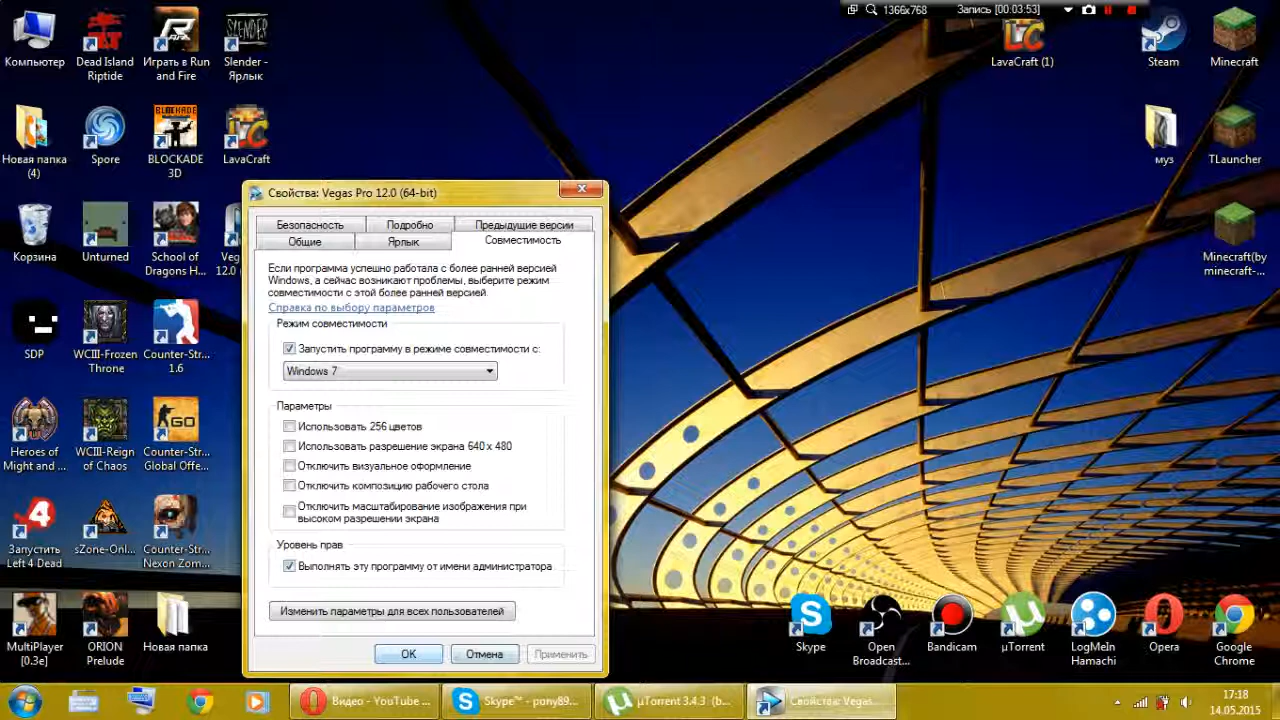 1366x768
Запись [00:03:53]
Компьютер
Dead Island
Riptide
Играть в Run
and Fire
SLENDER
Slender -
Ярлык
LC
LavaCraft (1)
Steam
Minecraft
Новая папка
(4)
Spore
BLOCKADE
BLOCKADE
3D
LC
LavaCraft
муз
TLauncher
Корзина
Unturned
School of
Dragons H...
Minecraft(by
minecraft-...
SDP
WCIII-Frozen
Throne
Counter-Str...
1.6
Heroes of
Might and ...
WCIII-Reign
of Chaos
GO
Counter-Str...
Global Offe...
4
Запустить
Left 4 Dead
sZone-Onl...
Counter-Str...
Nexon Zom...
MultiPlayer
[0.3e]
ORION
Prelude
Новая папка
Свойства: Vegas Pro 12.0 (64-bit)
Безопасность
Подробно
Предыдущие версии
Общие
Ярлык
Совместимость
Если программа успешно работала с более ранней версией
Windows, а сейчас возникают проблемы, выберите режим
совместимости с этой более ранней версией.
Справка по выбору параметров
Режим совместимости
Запустить программу в режиме совместимости с:
Windows 7
Параметры
Использовать 256 цветов
Использовать разрешение экрана 640 x 480
Отключить визуальное оформление
Отключить композицию рабочего стола
Отключить масштабирование изображения при
высоком разрешении экрана
Уровень прав
Выполнять эту программу от имени администратора
Изменить параметры для всех пользователей
OK
Отмена
Применить
Skype
Open
Broadcast...
Bandicam
µTorrent
LogMeIn
Hamachi
Opera
Google
Chrome
Видео - YouTube ...
Skype™ - pony89...
µTorrent 3.4.3 (b...
Свойства: Vegas...
17:18
14.05.2015